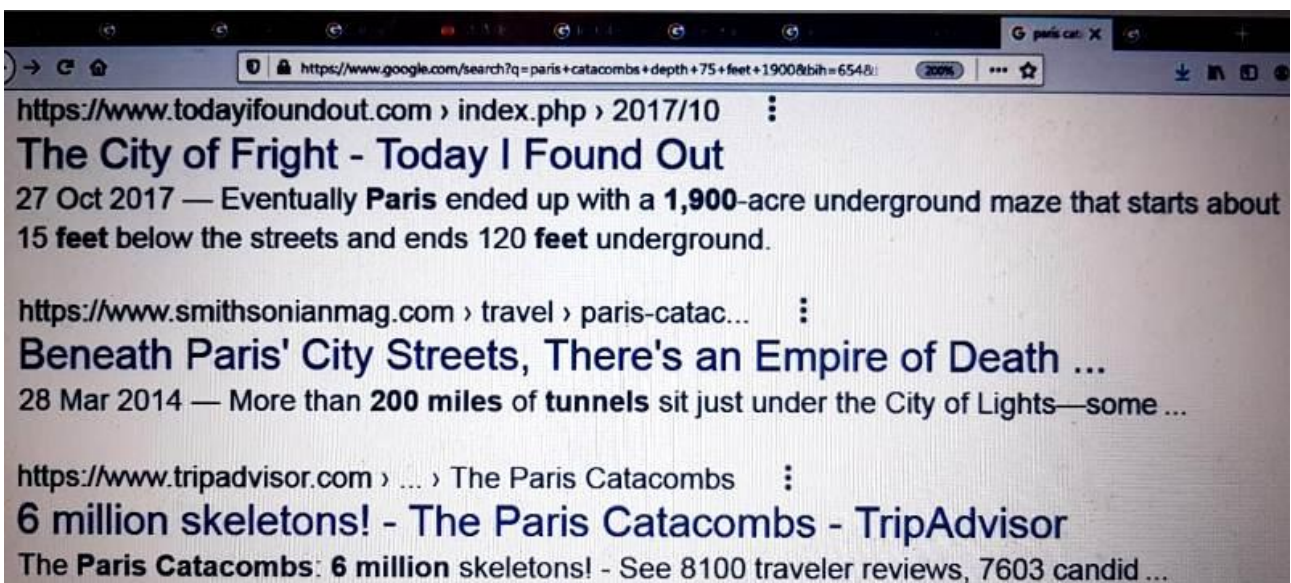 G paris cat
https://www.google.com/search?q=paris+catacombs+depth+75+feet+1900&bih=654&
200%
https://www.todayifoundout.com › index.php › 2017/10
The City of Fright - Today I Found Out
27 Oct 2017 — Eventually Paris ended up with a 1,900-acre underground maze that starts about
15 feet below the streets and ends 120 feet underground.
https://www.smithsonianmag.com › travel › paris-catac...
Beneath Paris' City Streets, There's an Empire of Death ...
28 Mar 2014 — More than 200 miles of tunnels sit just under the City of Lights—some ...
https://www.tripadvisor.com › ... › The Paris Catacombs
6 million skeletons! - The Paris Catacombs - TripAdvisor
The Paris Catacombs: 6 million skeletons! - See 8100 traveler reviews, 7603 candid ...